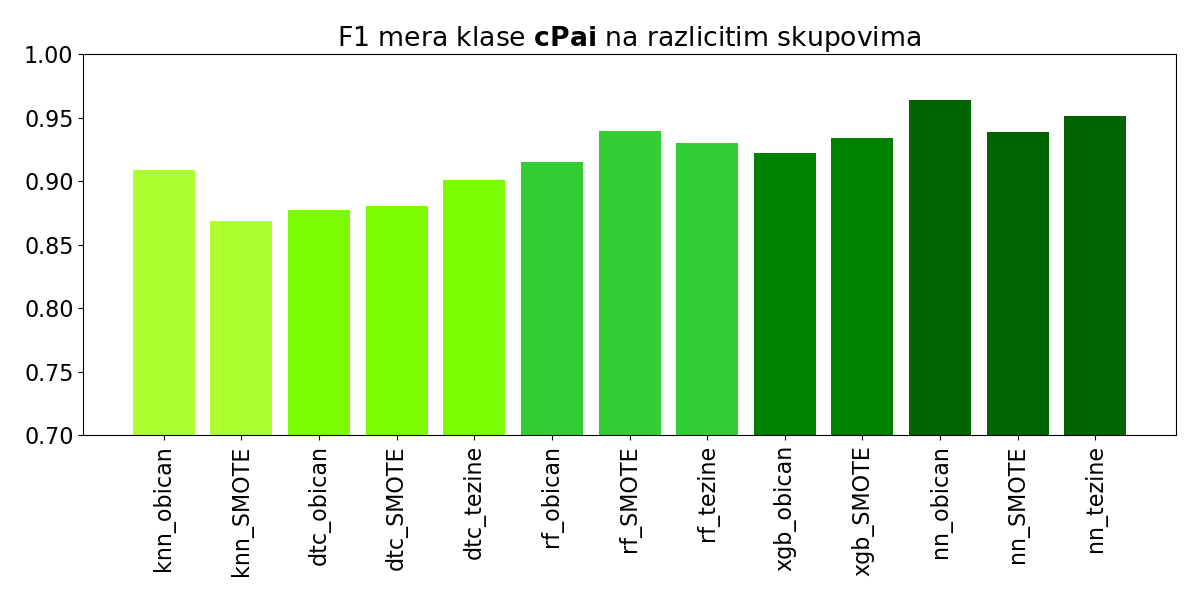 F1 mera klase cPai na razlicitim skupovima
1.00
0.95
0.90
0.85
0.80
0.75
0.70
knn_obican
knn_SMOTE
dtc_obican
dtc_SMOTE
dtc_tezine
rf_obican
rf_SMOTE
rf_tezine
xgb_obican
xgb_SMOTE
nn_obican
nn_SMOTE
nn_tezine